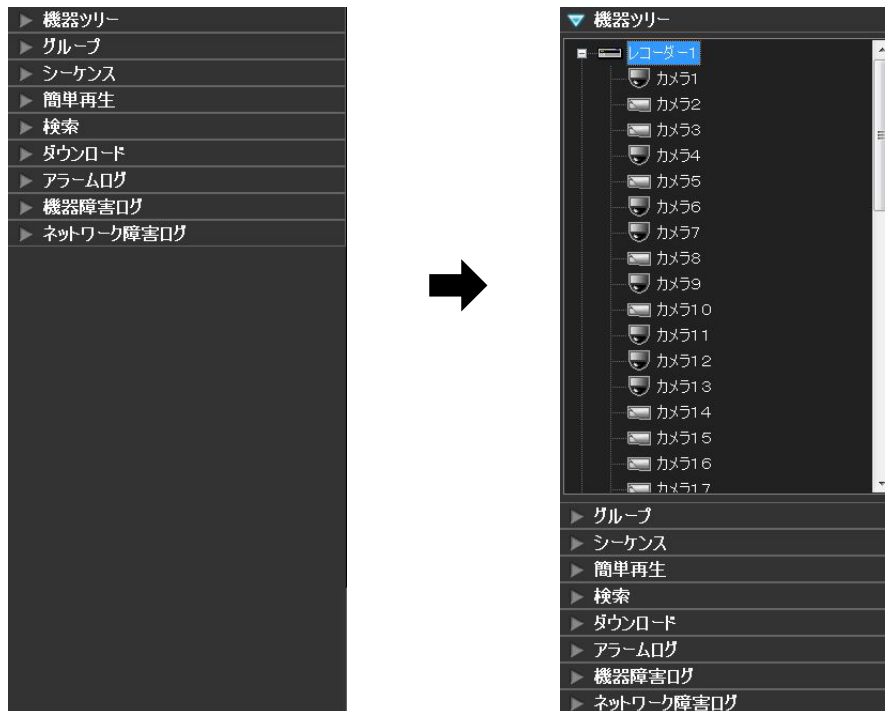 機器ツリー
グループ
シーケンス
簡単再生
検索
ダウンロード
アラームログ
機器障害ログ
ネットワーク障害ログ
機器ツリー
レコーダー1
カメラ1
カメラ2
カメラ3
カメラ4
カメラ5
カメラ6
カメラ7
カメラ8
カメラ9
カメラ10
カメラ11
カメラ12
カメラ13
カメラ14
カメラ15
カメラ16
カメラ17
グループ
シーケンス
簡単再生
検索
ダウンロード
アラームログ
機器障害ログ
ネットワーク障害ログ